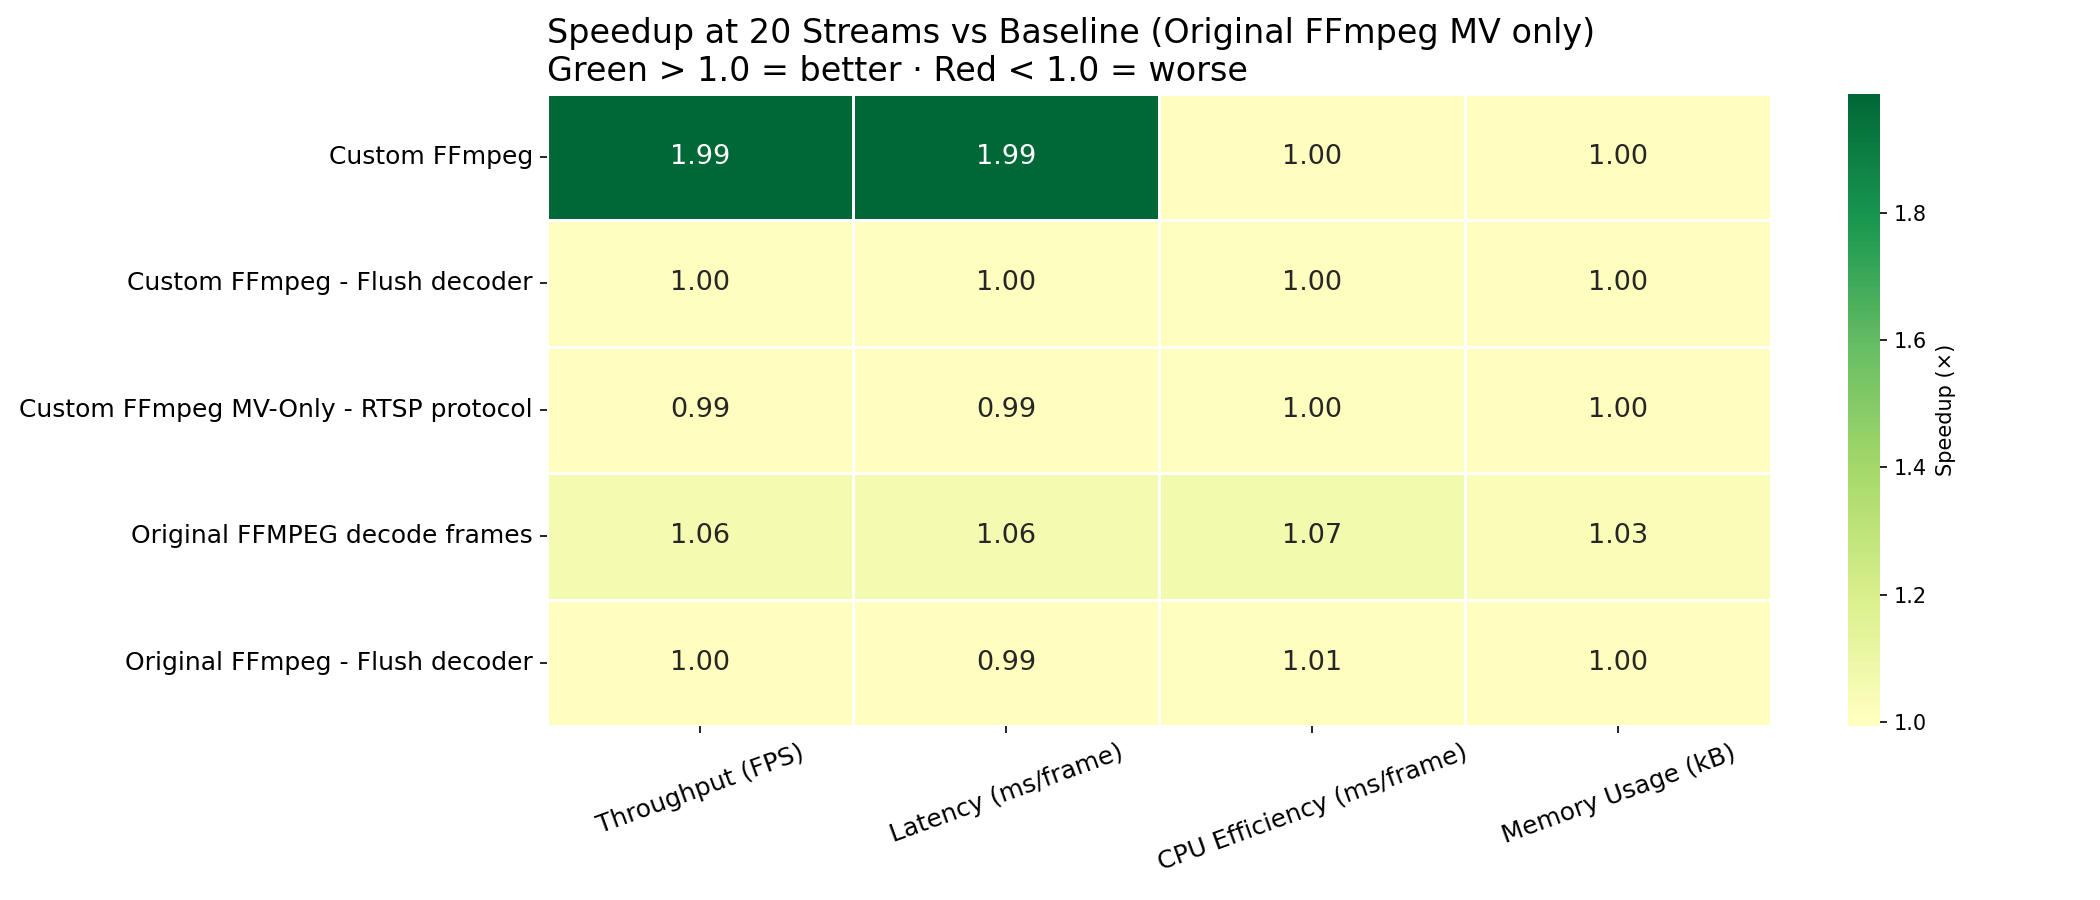 Speedup at 20 Streams vs Baseline (Original FFmpeg MV only)
Green > 1.0 = better · Red < 1.0 = worse
Custom FFmpeg 1.99 1.99 1.00 1.00
Custom FFmpeg - Flush decoder 1.00 1.00 1.00 1.00
Custom FFmpeg MV-Only - RTSP protocol 0.99 0.99 1.00 1.00
Original FFMPEG decode frames 1.06 1.06 1.07 1.03
Original FFmpeg - Flush decoder 1.00 0.99 1.01 1.00
Throughput (FPS)
Latency (ms/frame)
CPU Efficiency (ms/frame)
Memory Usage (kB)
1.8
1.6
1.4
1.2
1.0
Speedup (×)